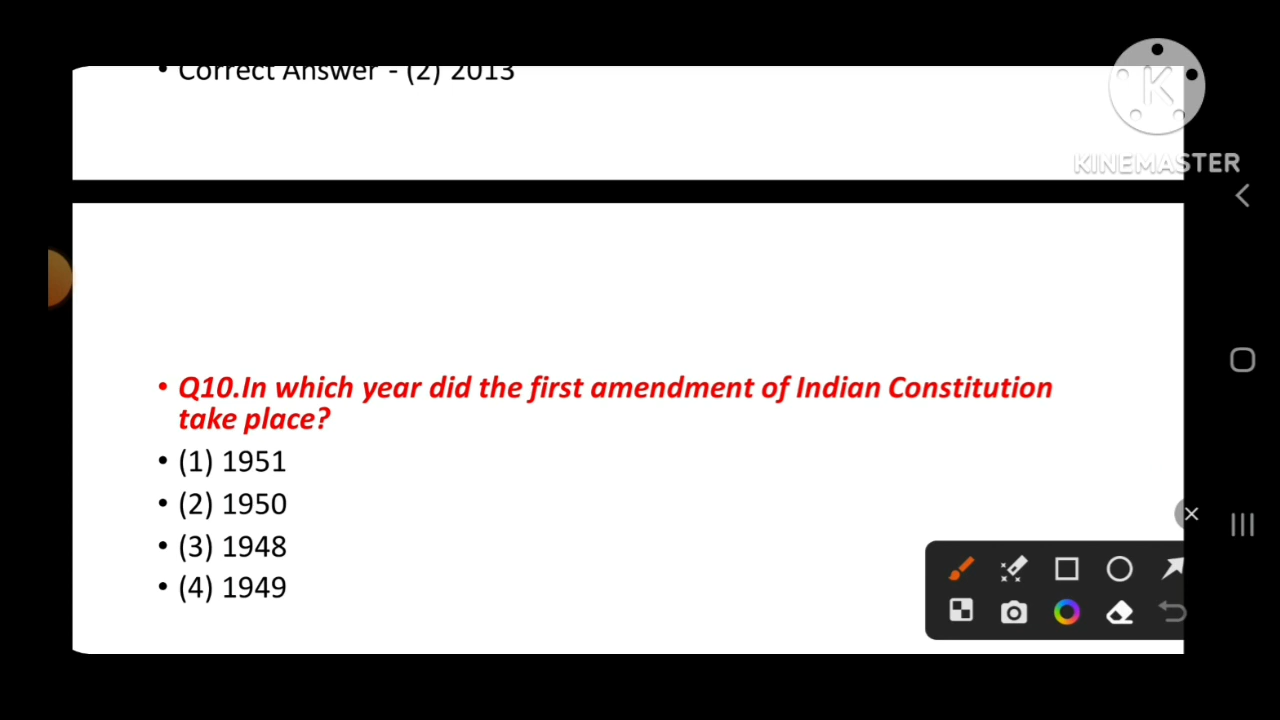 • Correct Answer - (2) 2013
K
KINEMASTER
• Q10.In which year did the first amendment of Indian Constitution
take place?
• (1) 1951
• (2) 1950
• (3) 1948
• (4) 1949